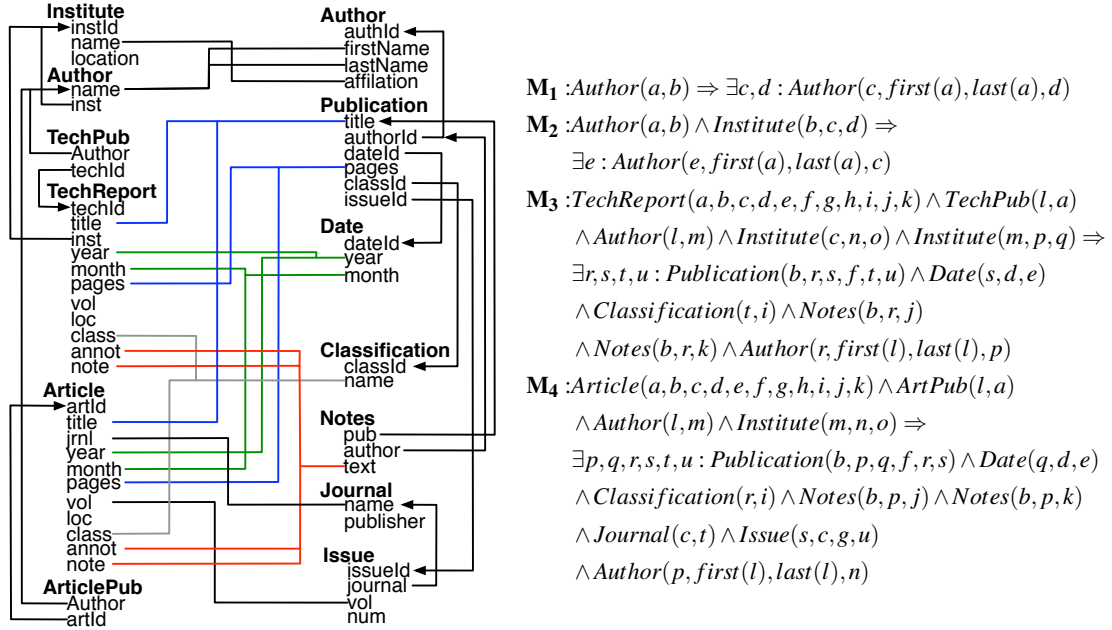 Institute
instId
name
location
Author
name
inst
TechPub
Author
techId
TechReport
techId
title
inst
year
month
pages
vol
loc
class
annot
note
Article
artId
title
jrnl
year
month
pages
vol
loc
class
annot
note
ArticlePub
Author
artId
Author
authId
firstName
lastName
affilation
Publication
title
authorId
dateId
pages
classId
issueId
Date
dateId
year
month
Classification
classId
name
Notes
pub
author
text
Journal
name
publisher
Issue
issueId
journal
vol
num
M₁ :Author(a,b) ⇒ ∃c,d : Author(c, first(a),last(a),d)
M₂ :Author(a,b) ∧ Institute(b,c,d) ⇒
∃e : Author(e, first(a),last(a),c)
M₃ :TechReport(a,b,c,d,e,f,g,h,i,j,k) ∧ TechPub(l,a)
∧ Author(l,m) ∧ Institute(c,n,o) ∧ Institute(m,p,q) ⇒
∃r,s,t,u : Publication(b,r,s,f,t,u) ∧ Date(s,d,e)
∧ Classification(t,i) ∧ Notes(b,r,j)
∧ Notes(b,r,k) ∧ Author(r, first(l),last(l),p)
M₄ :Article(a,b,c,d,e,f,g,h,i,j,k) ∧ ArtPub(l,a)
∧ Author(l,m) ∧ Institute(m,n,o) ⇒
∃p,q,r,s,t,u : Publication(b,p,q,f,r,s) ∧ Date(q,d,e)
∧ Classification(r,i) ∧ Notes(b,p,j) ∧ Notes(b,p,k)
∧ Journal(c,t) ∧ Issue(s,c,g,u)
∧ Author(p, first(l),last(l),n)